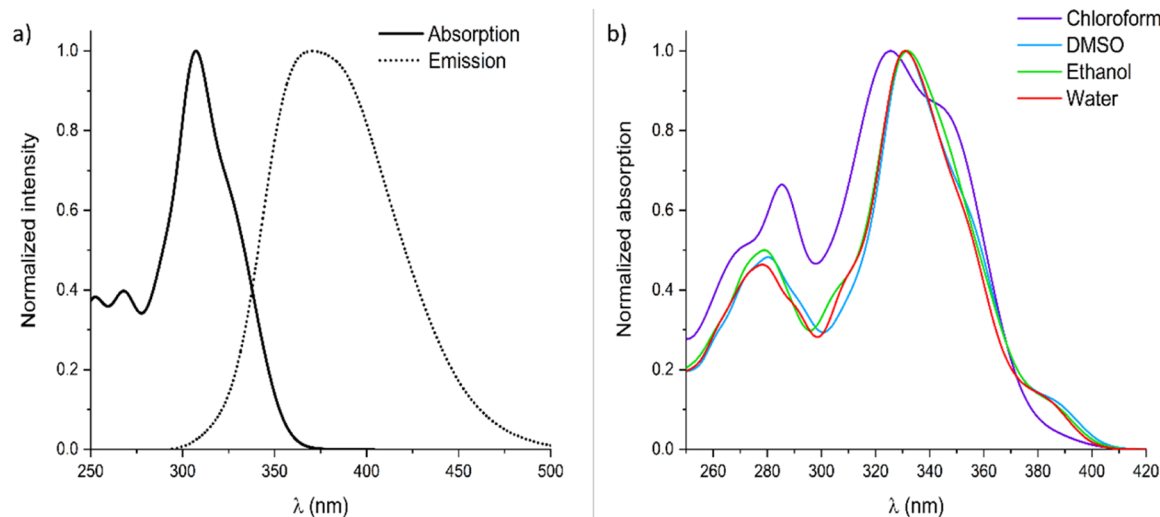 a)
Absorption
Emission
Normalized intensity
1.0
0.8
0.6
0.4
0.2
0.0
250 300 350 400 450 500
λ (nm)
b)
Chloroform
DMSO
Ethanol
Water
Normalized absorption
1.0
0.8
0.6
0.4
0.2
0.0
260 280 300 320 340 360 380 400 420
λ (nm)